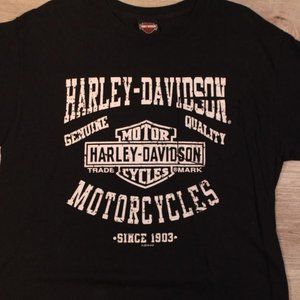 HARLEY-DAVIDSON
GENUINE QUALITY
MOTOR
HARLEY-DAVIDSON
CYCLES
TRADE ®MARK
MOTORCYCLES
•SINCE 1903•